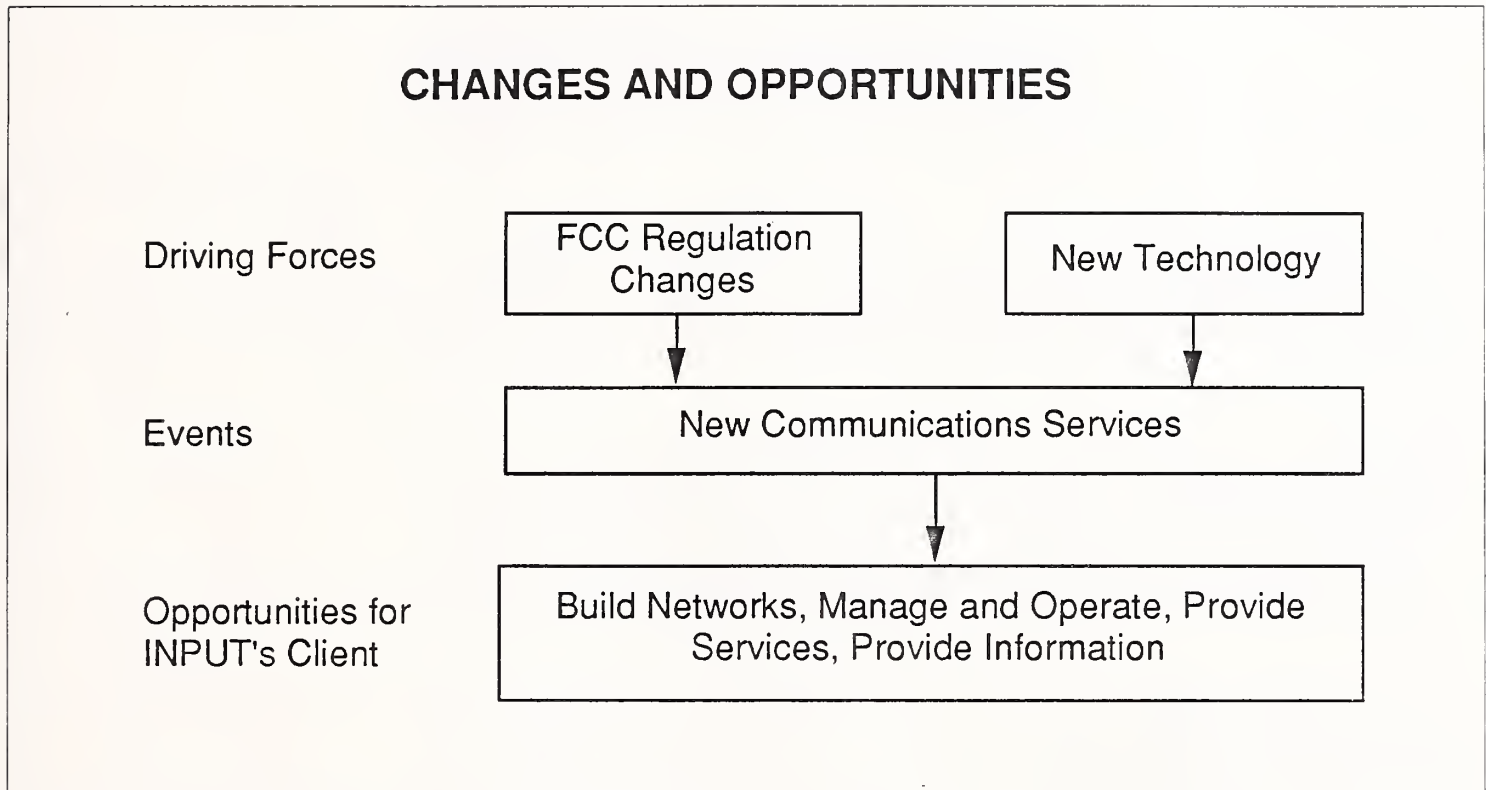 CHANGES AND OPPORTUNITIES
Driving Forces
FCC Regulation
Changes
New Technology
Events
New Communications Services
Opportunities for
INPUT's Client
Build Networks, Manage and Operate, Provide
Services, Provide Information